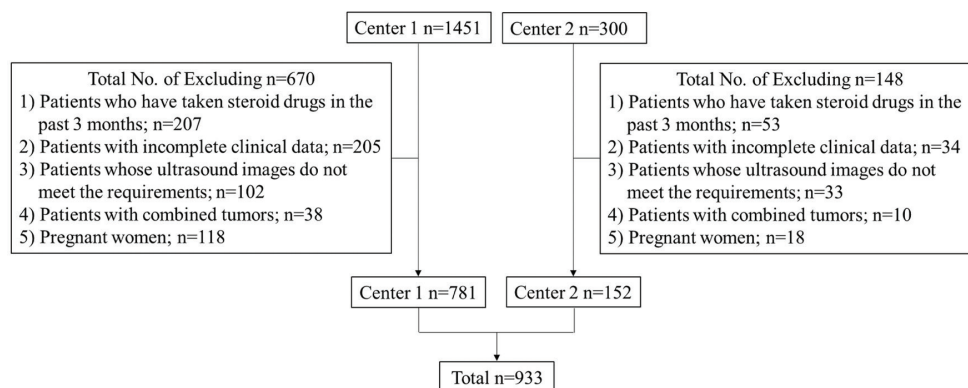 Center 1 n=1451
Center 2 n=300
Total No. of Excluding n=670
1) Patients who have taken steroid drugs in the
past 3 months; n=207
2) Patients with incomplete clinical data; n=205
3) Patients whose ultrasound images do not
meet the requirements; n=102
4) Patients with combined tumors; n=38
5) Pregnant women; n=118
Total No. of Excluding n=148
1) Patients who have taken steroid drugs in the
past 3 months; n=53
2) Patients with incomplete clinical data; n=34
3) Patients whose ultrasound images do not
meet the requirements; n=33
4) Patients with combined tumors; n=10
5) Pregnant women; n=18
Center 1 n=781
Center 2 n=152
Total n=933